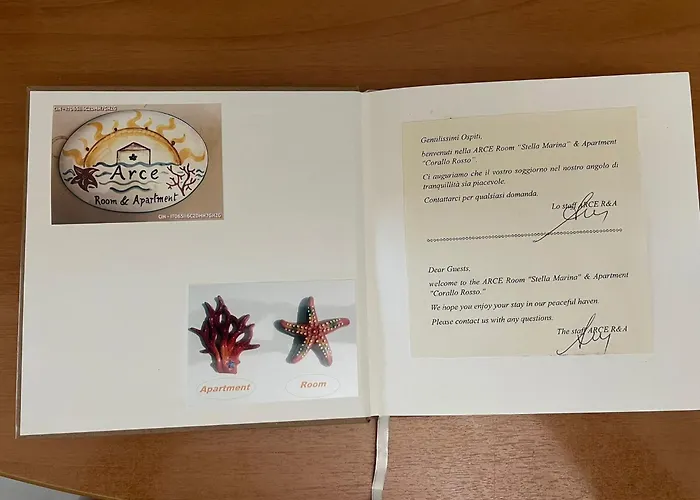 Arce
Room & Apartment
Apartment
Room
Gentilissimi Ospiti,
benvenuti nella ARCE Room "Stella Marina" & Apartment
"Corallo Rosso".
Ci auguriamo che il vostro soggiorno nel nostro angolo di
tranquillità sia piacevole.
Contattarci per qualsiasi domanda.
Lo staff ARCE R&A
Dear Guests,
welcome to the ARCE Room "Stella Marina" & Apartment
"Corallo Rosso."
We hope you enjoy your stay in our peaceful haven.
Please contact us with any questions.
The staff ARCE R&A